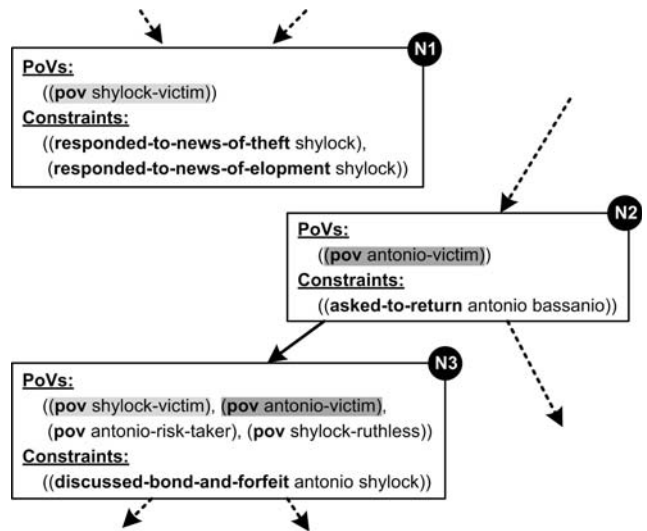 N1
PoVs:
((pov shylock-victim))
Constraints:
((responded-to-news-of-theft shylock),
(responded-to-news-of-elopment shylock))
N2
PoVs:
((pov antonio-victim))
Constraints:
((asked-to-return antonio bassanio))
N3
PoVs:
((pov shylock-victim), (pov antonio-victim),
(pov antonio-risk-taker), (pov shylock-ruthless))
Constraints:
((discussed-bond-and-forfeit antonio shylock))